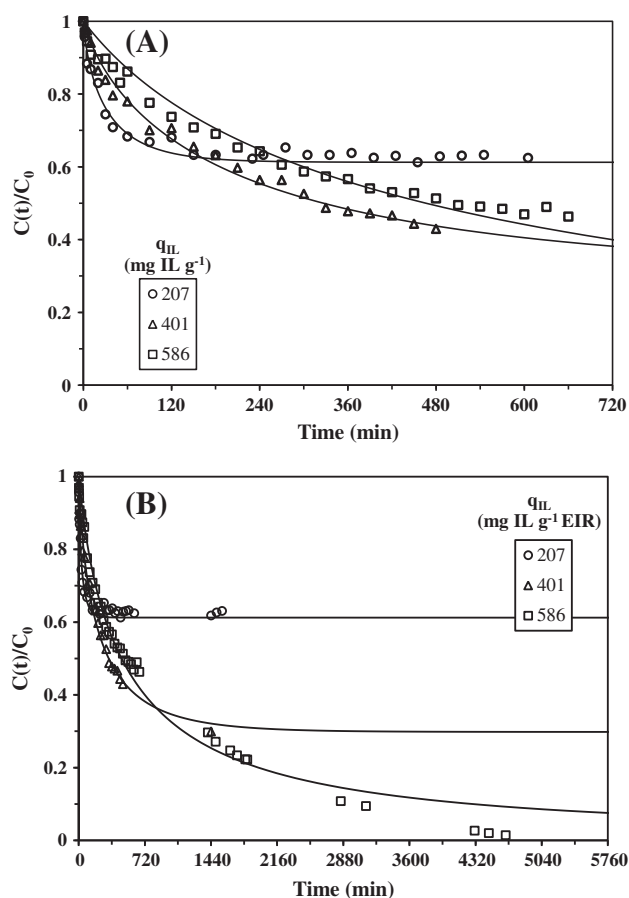 (A)
C(t)/C₀
1
0.8
0.6
0.4
0.2
0
q_IL
(mg IL g⁻¹)
207
401
586
0 120 240 360 480 600 720
Time (min)
(B)
C(t)/C₀
1
0.8
0.6
0.4
0.2
0
q_IL
(mg IL g⁻¹ EIR)
207
401
586
0 720 1440 2160 2880 3600 4320 5040 5760
Time (min)